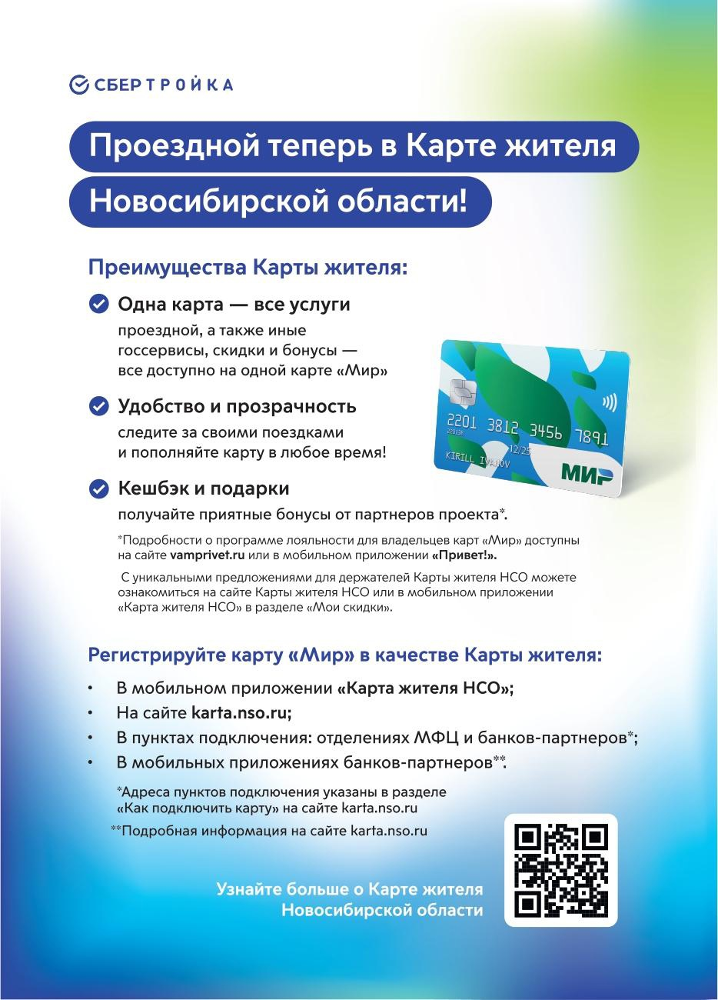 СБЕРТРОЙКА
Проездной теперь в Карте жителя
Новосибирской области!
Преимущества Карты жителя:
Одна карта — все услуги
проездной, а также иные
госсервисы, скидки и бонусы —
все доступно на одной карте «Мир»
Удобство и прозрачность
следите за своими поездками
и пополняйте карту в любое время!
Кешбэк и подарки
получайте приятные бонусы от партнеров проекта*.
2201 3812 3456 7891
220138
12/25
KIRILL IVANOV
МИР
*Подробности о программе лояльности для владельцев карт «Мир» доступны
на сайте vamprivet.ru или в мобильном приложении «Привет!».
С уникальными предложениями для держателей Карты жителя НСО можете
ознакомиться на сайте Карты жителя НСО или в мобильном приложении
«Карта жителя НСО» в разделе «Мои скидки».
Регистрируйте карту «Мир» в качестве Карты жителя:
• В мобильном приложении «Карта жителя НСО»;
• На сайте karta.nso.ru;
• В пунктах подключения: отделениях МФЦ и банков-партнеров*;
• В мобильных приложениях банков-партнеров**.
*Адреса пунктов подключения указаны в разделе
«Как подключить карту» на сайте karta.nso.ru
**Подробная информация на сайте karta.nso.ru
Узнайте больше о Карте жителя
Новосибирской области